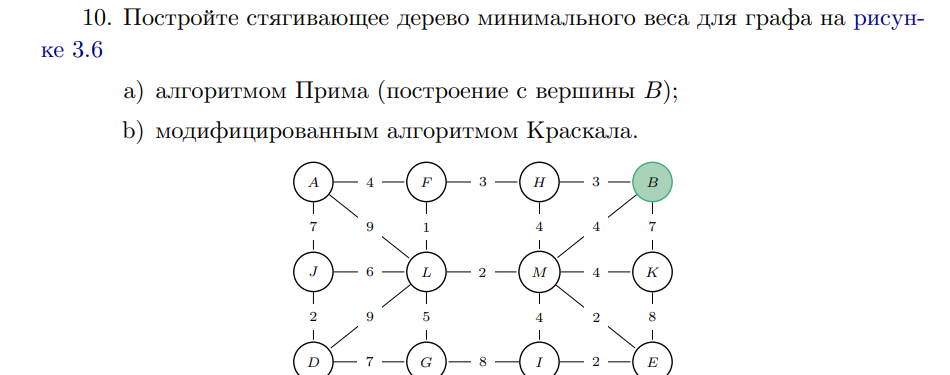 10. Постройте стягивающее дерево минимального веса для графа на рисун-
ке 3.6
a) алгоритмом Прима (построение с вершины B);
b) модифицированным алгоритмом Краскала.
A 4 F 3 H 3 B
7 9 1 4 4 7
J 6 L 2 M 4 K
2 9 5 4 2 8
D 7 G 8 I 2 E